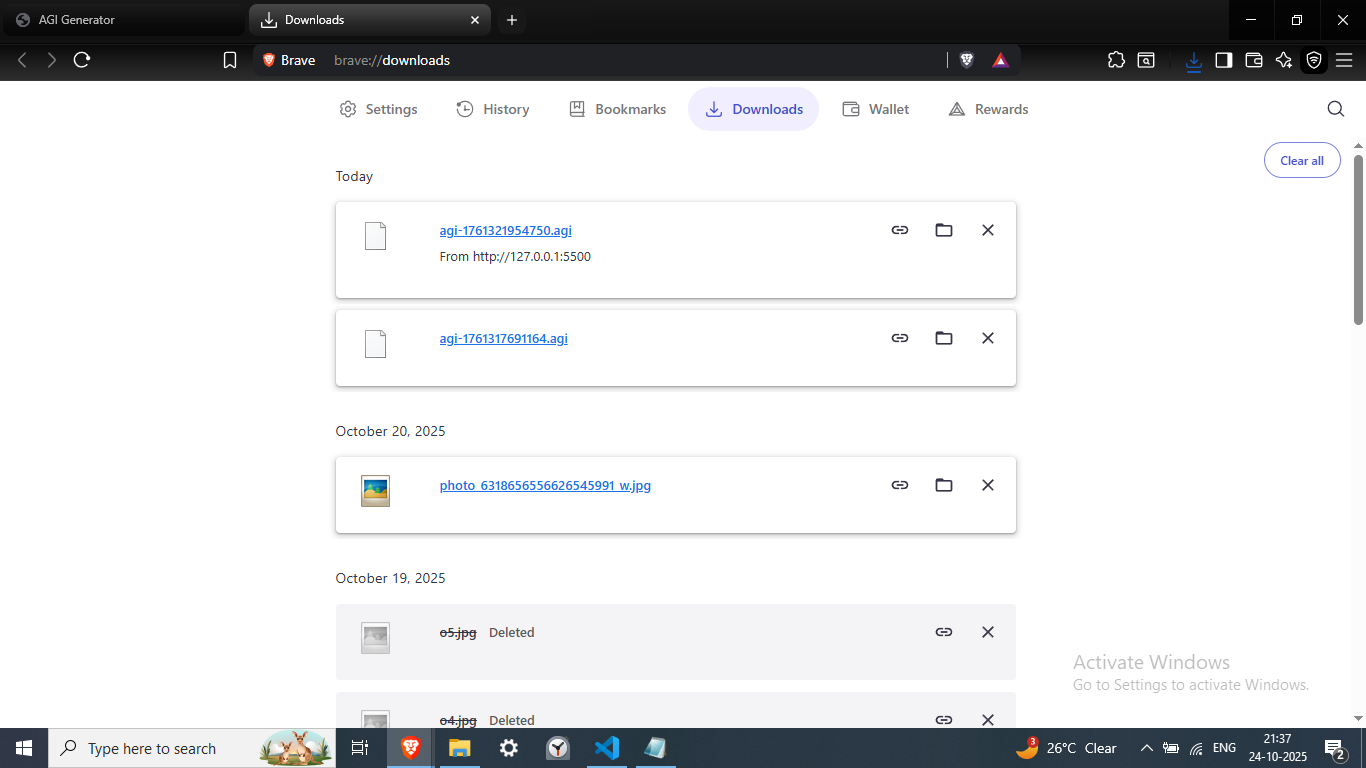 AGI Generator
Downloads
Brave brave://downloads
Settings History Bookmarks Downloads Wallet Rewards
Clear all
Today
agi-1761321954750.agi
From http://127.0.0.1:5500
agi-1761317691164.agi
October 20, 2025
photo_6318656556626545991_w.jpg
October 19, 2025
o5.jpg Deleted
o4.jpg Deleted
Activate Windows
Go to Settings to activate Windows.
Type here to search
3
26°C Clear
ENG
21:37
24-10-2025
2